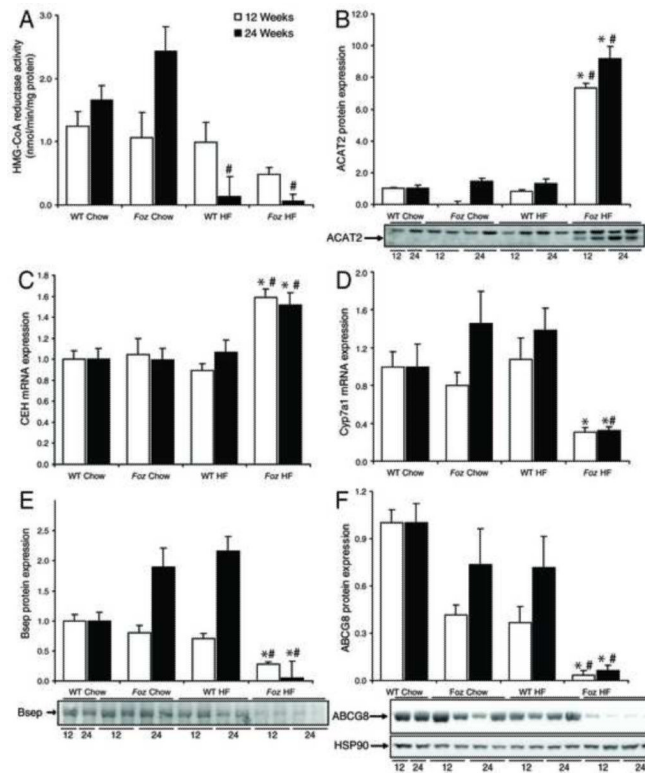 A
12 Weeks
24 Weeks
HMG-CoA reductase activity
(nmol/min/mg protein)
3.0
2.0
1.0
0.0
WT Chow Foz Chow WT HF Foz HF
# #
B
ACAT2 protein expression
12.0
10.0
8.0
6.0
4.0
2.0
0.0
* # * #
WT Chow Foz Chow WT HF Foz HF
ACAT2
12 24 12 24 12 24 12 24
C
CEH mRNA expression
1.8
1.6
1.4
1.2
1.0
0.8
0.6
0.4
0.2
0.0
* # * #
WT Chow Foz Chow WT HF Foz HF
D
Cyp7a1 mRNA expression
2.0
1.6
1.2
0.8
0.4
0.0
* *#
WT Chow Foz Chow WT HF Foz HF
E
Bsep protein expression
2.5
2.0
1.5
1.0
0.5
0.0
*# *#
WT Chow Foz Chow WT HF Foz HF
Bsep
12 24 12 24 12 24 12 24
F
ABCG8 protein expression
1.2
0.9
0.6
0.3
0.0
* # * #
WT Chow Foz Chow WT HF Foz HF
ABCG8
HSP90
12 24 12 24 12 24 12 24